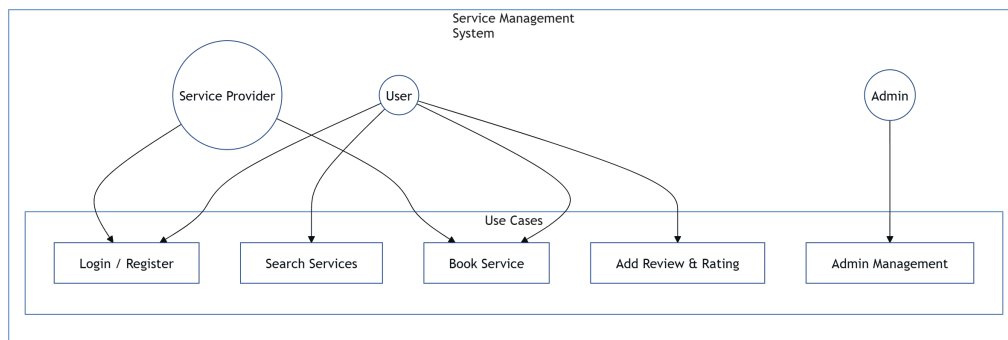 Service Management
System
Service Provider
User
Admin
Use Cases
Login / Register
Search Services
Book Service
Add Review & Rating
Admin Management